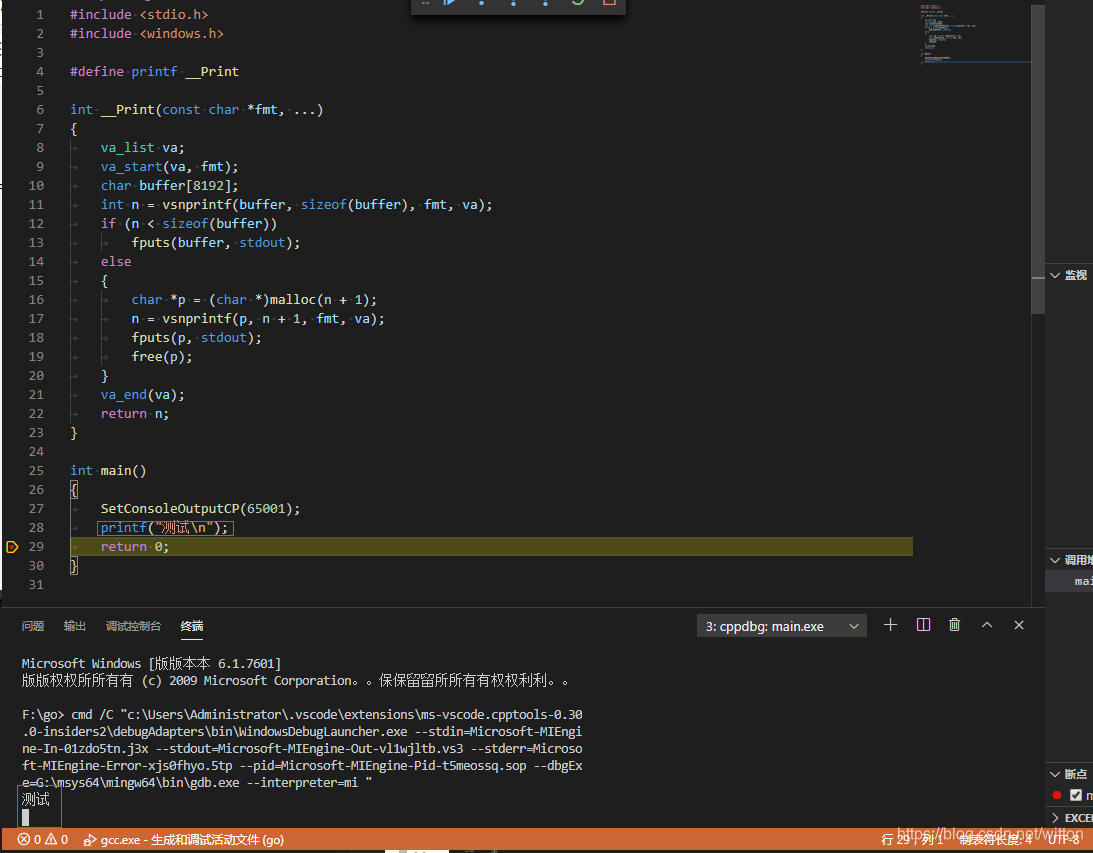 1 #include <stdio.h>
2 #include <windows.h>
3
4 #define printf __Print
5
6 int __Print(const char *fmt, ...)
7 {
8 va_list va;
9 va_start(va, fmt);
10 char buffer[8192];
11 int n = vsnprintf(buffer, sizeof(buffer), fmt, va);
12 if (n < sizeof(buffer))
13 fputs(buffer, stdout);
14 else
15 {
16 char *p = (char *)malloc(n + 1);
17 n = vsnprintf(p, n + 1, fmt, va);
18 fputs(p, stdout);
19 free(p);
20 }
21 va_end(va);
22 return n;
23 }
24
25 int main()
26 {
27 SetConsoleOutputCP(65001);
28 printf("测试\n");
29 return 0;
30 }
31
监视
调用堆
mai
断点
m
EXCE
问题 输出 调试控制台 终端 3: cppdbg: main.exe
Microsoft Windows [版版本本 6.1.7601]
版版权权所所有有 (c) 2009 Microsoft Corporation。。保保留留所所有有权权利利。。
F:\go> cmd /C "c:\Users\Administrator\.vscode\extensions\ms-vscode.cpptools-0.30
.0-insiders2\debugAdapters\bin\WindowsDebugLauncher.exe --stdin=Microsoft-MIEngi
ne-In-01zdo5tn.j3x --stdout=Microsoft-MIEngine-Out-vl1wjltb.vs3 --stderr=Microso
ft-MIEngine-Error-xjs0fhyo.5tp --pid=Microsoft-MIEngine-Pid-t5meossq.sop --dbgEx
e=G:\msys64\mingw64\bin\gdb.exe --interpreter=mi "
测试
0 0 gcc.exe - 生成和调试活动文件 (go) 行 29，列 1 制表符长度: 4 UTF-8
https://blog.csdn.net/witton